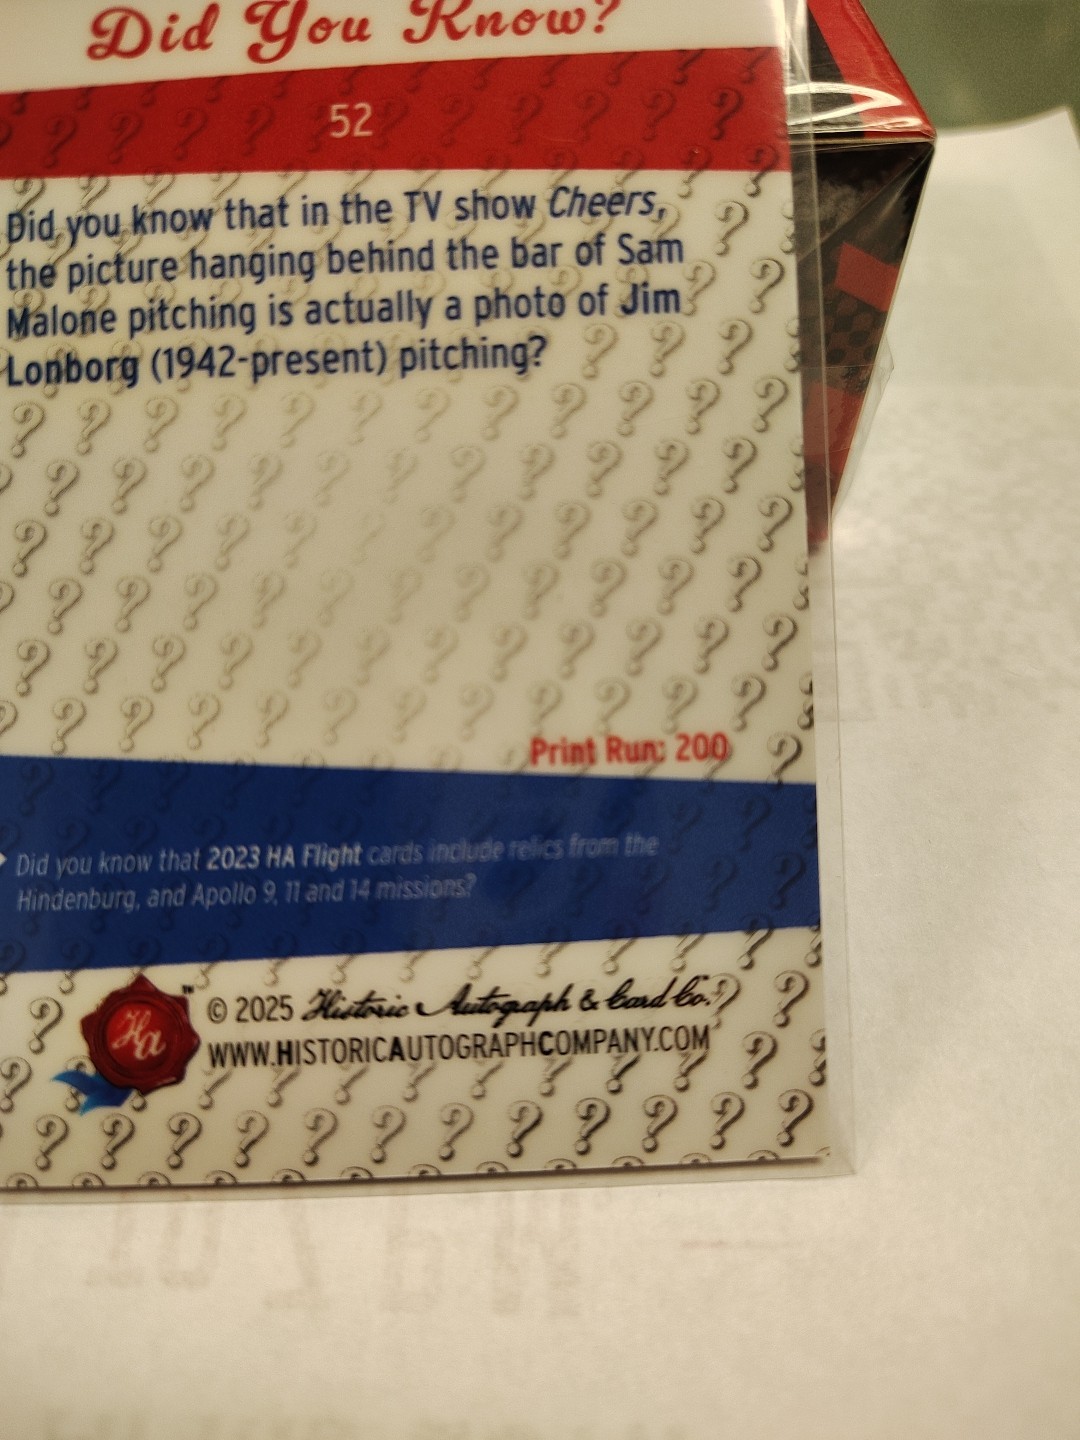 Did You Know?
52
Did you know that in the TV show Cheers,
the picture hanging behind the bar of Sam
Malone pitching is actually a photo of Jim
Lonborg (1942-present) pitching?
Print Run: 200
Did you know that 2023 HA Flight cards include relics from the
Hindenburg, and Apollo 9, 11 and 14 missions?
Ha
™ © 2025 Historic Autograph & Card Co.™
WWW.HISTORICAUTOGRAPHCOMPANY.COM